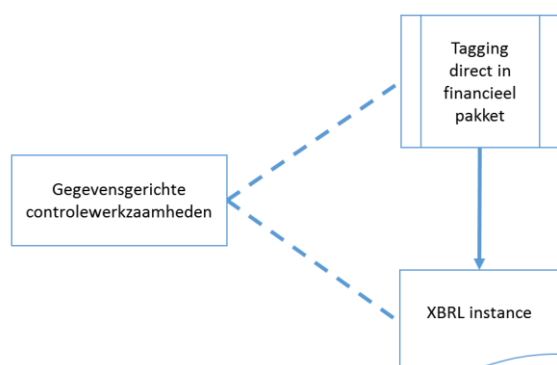 Tagging
direct in
financieel
pakket
Gegevensgerichte
controlewerkzaamheden
XBRL instance